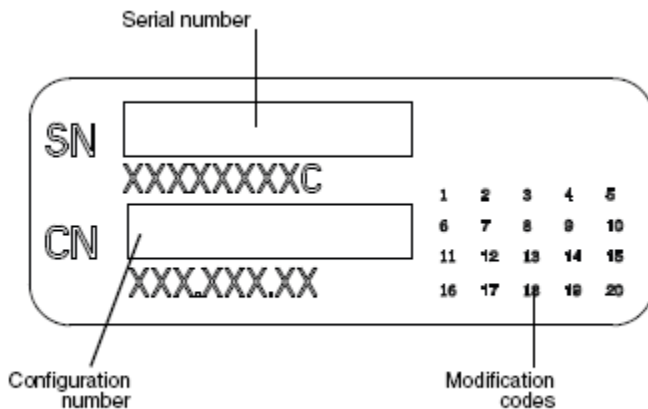 Serial number
SN
XXXXXXXXC
CN
XXX.XXX.XX
1 2 3 4 5
6 7 8 9 10
11 12 13 14 15
16 17 18 19 20
Configuration
number
Modification
codes